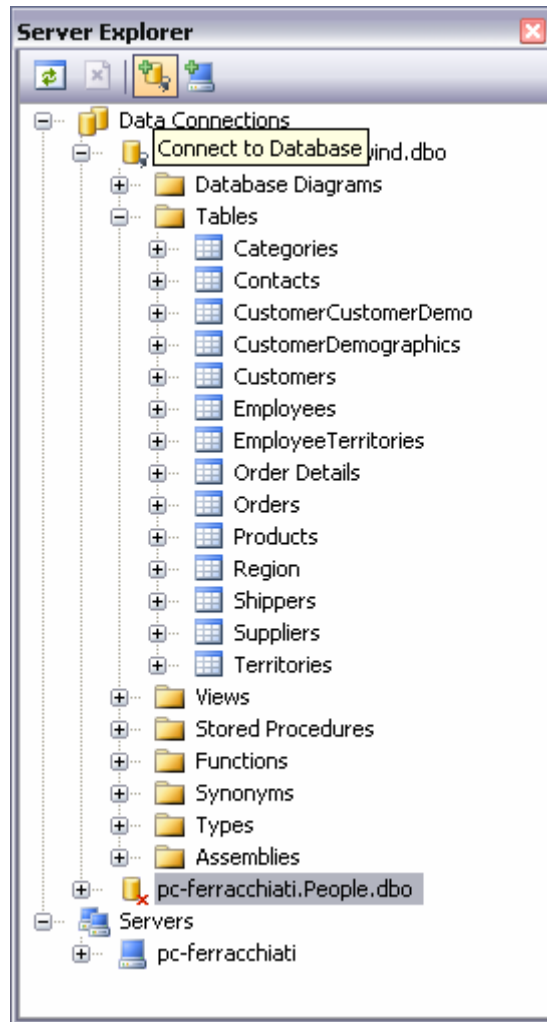 Server Explorer
Data Connections
Connect to Database
wind.dbo
Database Diagrams
Tables
Categories
Contacts
CustomerCustomerDemo
CustomerDemographics
Customers
Employees
EmployeeTerritories
Order Details
Orders
Products
Region
Shippers
Suppliers
Territories
Views
Stored Procedures
Functions
Synonyms
Types
Assemblies
pc-ferracchiati.People.dbo
Servers
pc-ferracchiati